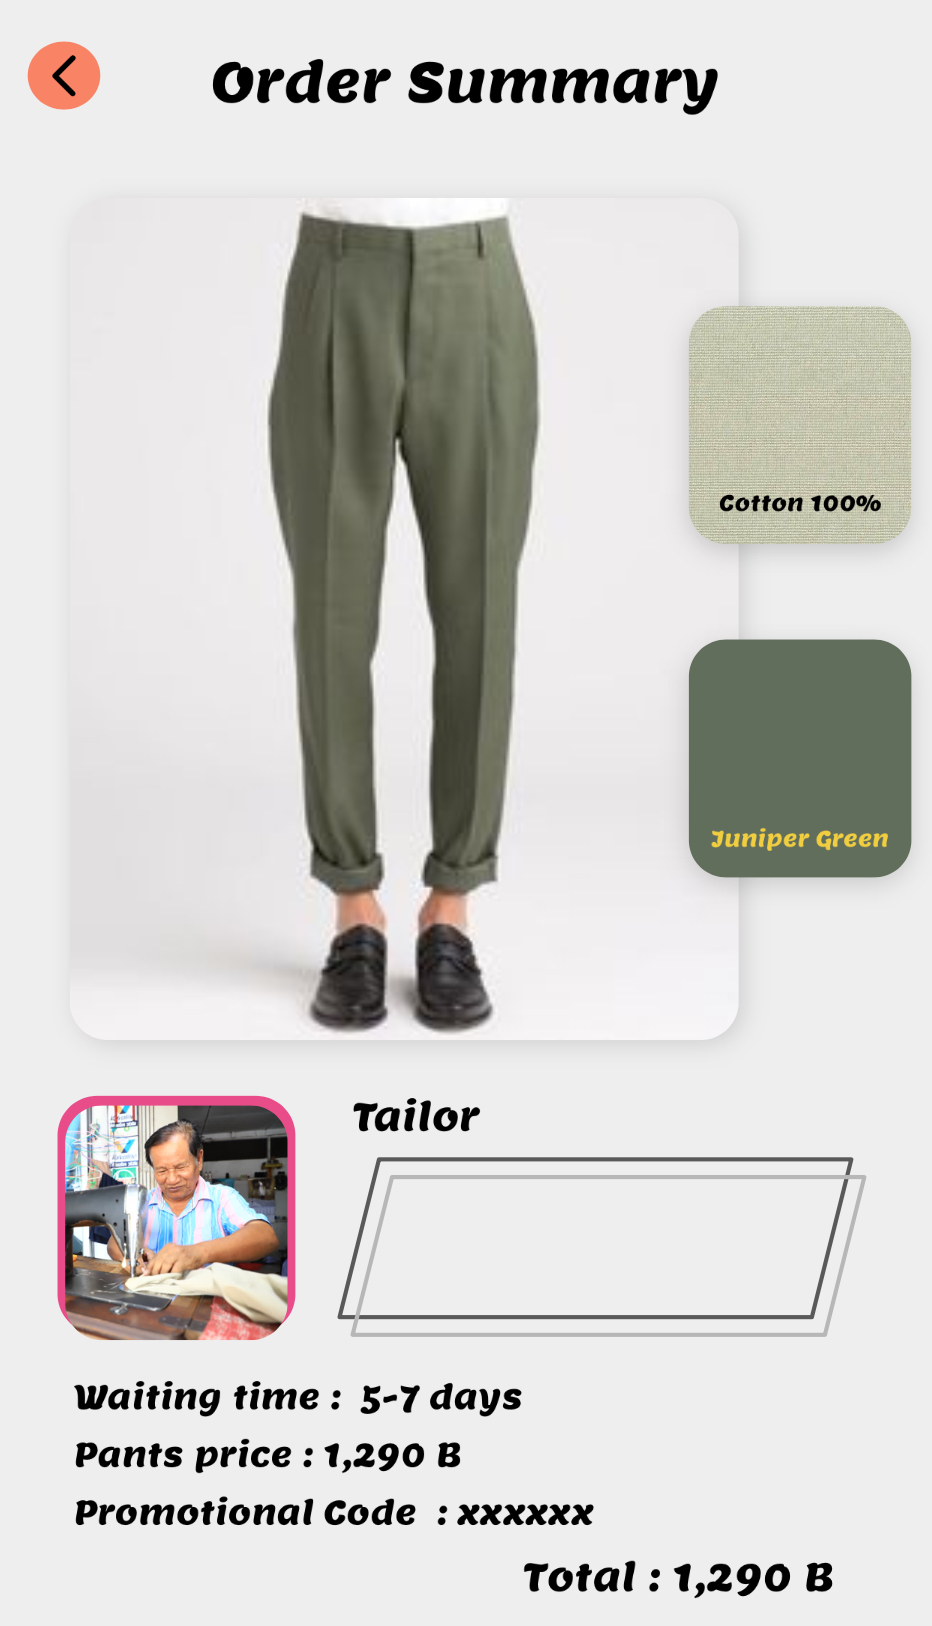 Order Summary
Cotton 100%
Juniper Green
Tailor
Waiting time : 5-7 days
Pants price : 1,290 B
Promotional Code : xxxxxx
Total : 1,290 B